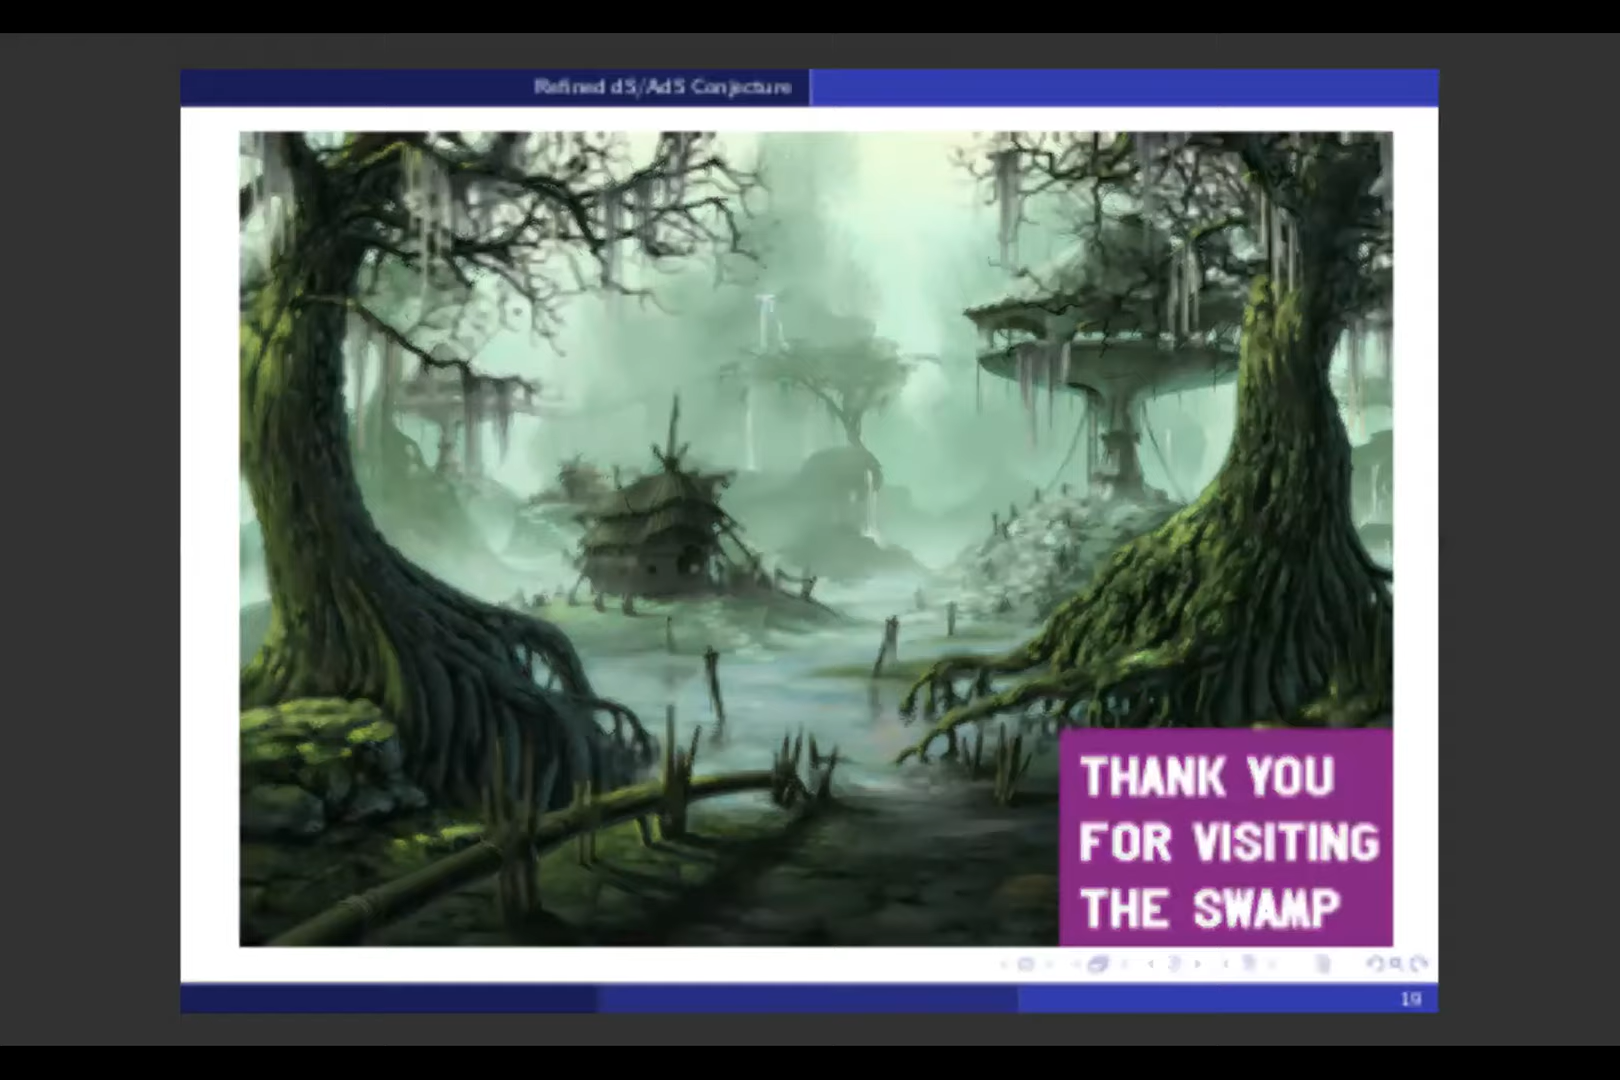 Refined dS/AdS Conjecture
THANK YOU
FOR VISITING
THE SWAMP
19